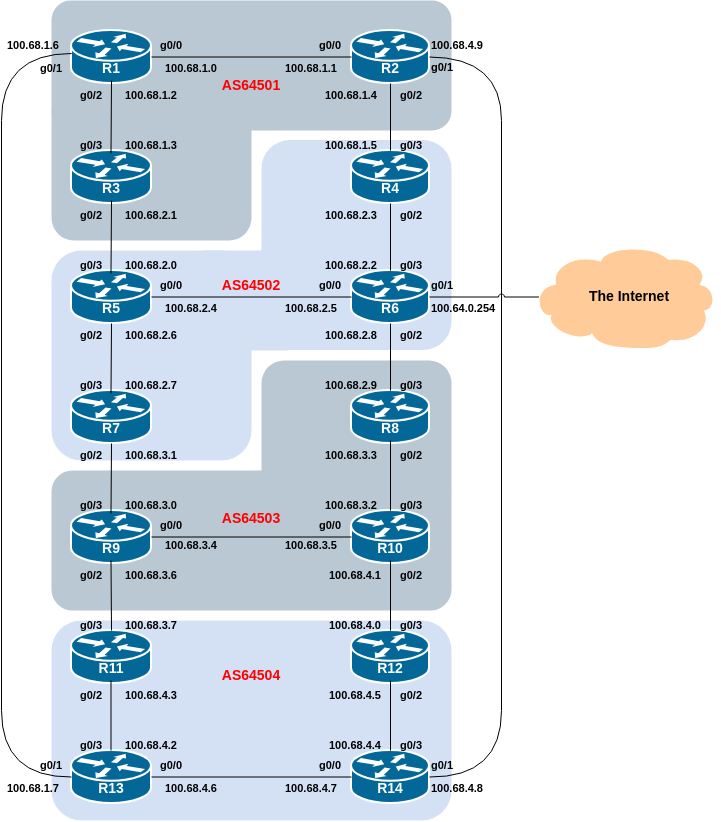 100.68.1.6 g0/0 g0/0 100.68.4.9
g0/1 R1 100.68.1.0 100.68.1.1 R2 g0/1
AS64501
g0/2 100.68.1.2 100.68.1.4 g0/2
g0/3 100.68.1.3 100.68.1.5 g0/3
R3 R4
g0/2 100.68.2.1 100.68.2.3 g0/2
g0/3 100.68.2.0 100.68.2.2 g0/3
g0/0 AS64502 g0/0 g0/1
The Internet
R5 100.68.2.4 100.68.2.5 R6 100.64.0.254
g0/2 100.68.2.6 100.68.2.8 g0/2
g0/3 100.68.2.7 100.68.2.9 g0/3
R7 R8
g0/2 100.68.3.1 100.68.3.3 g0/2
g0/3 100.68.3.0 100.68.3.2 g0/3
g0/0 AS64503 g0/0
R9 100.68.3.4 100.68.3.5 R10
g0/2 100.68.3.6 100.68.4.1 g0/2
g0/3 100.68.3.7 100.68.4.0 g0/3
R11 AS64504 R12
g0/2 100.68.4.3 100.68.4.5 g0/2
g0/3 100.68.4.2 100.68.4.4 g0/3
g0/1 g0/0 g0/0 g0/1
100.68.1.7 R13 100.68.4.6 100.68.4.7 R14 100.68.4.8